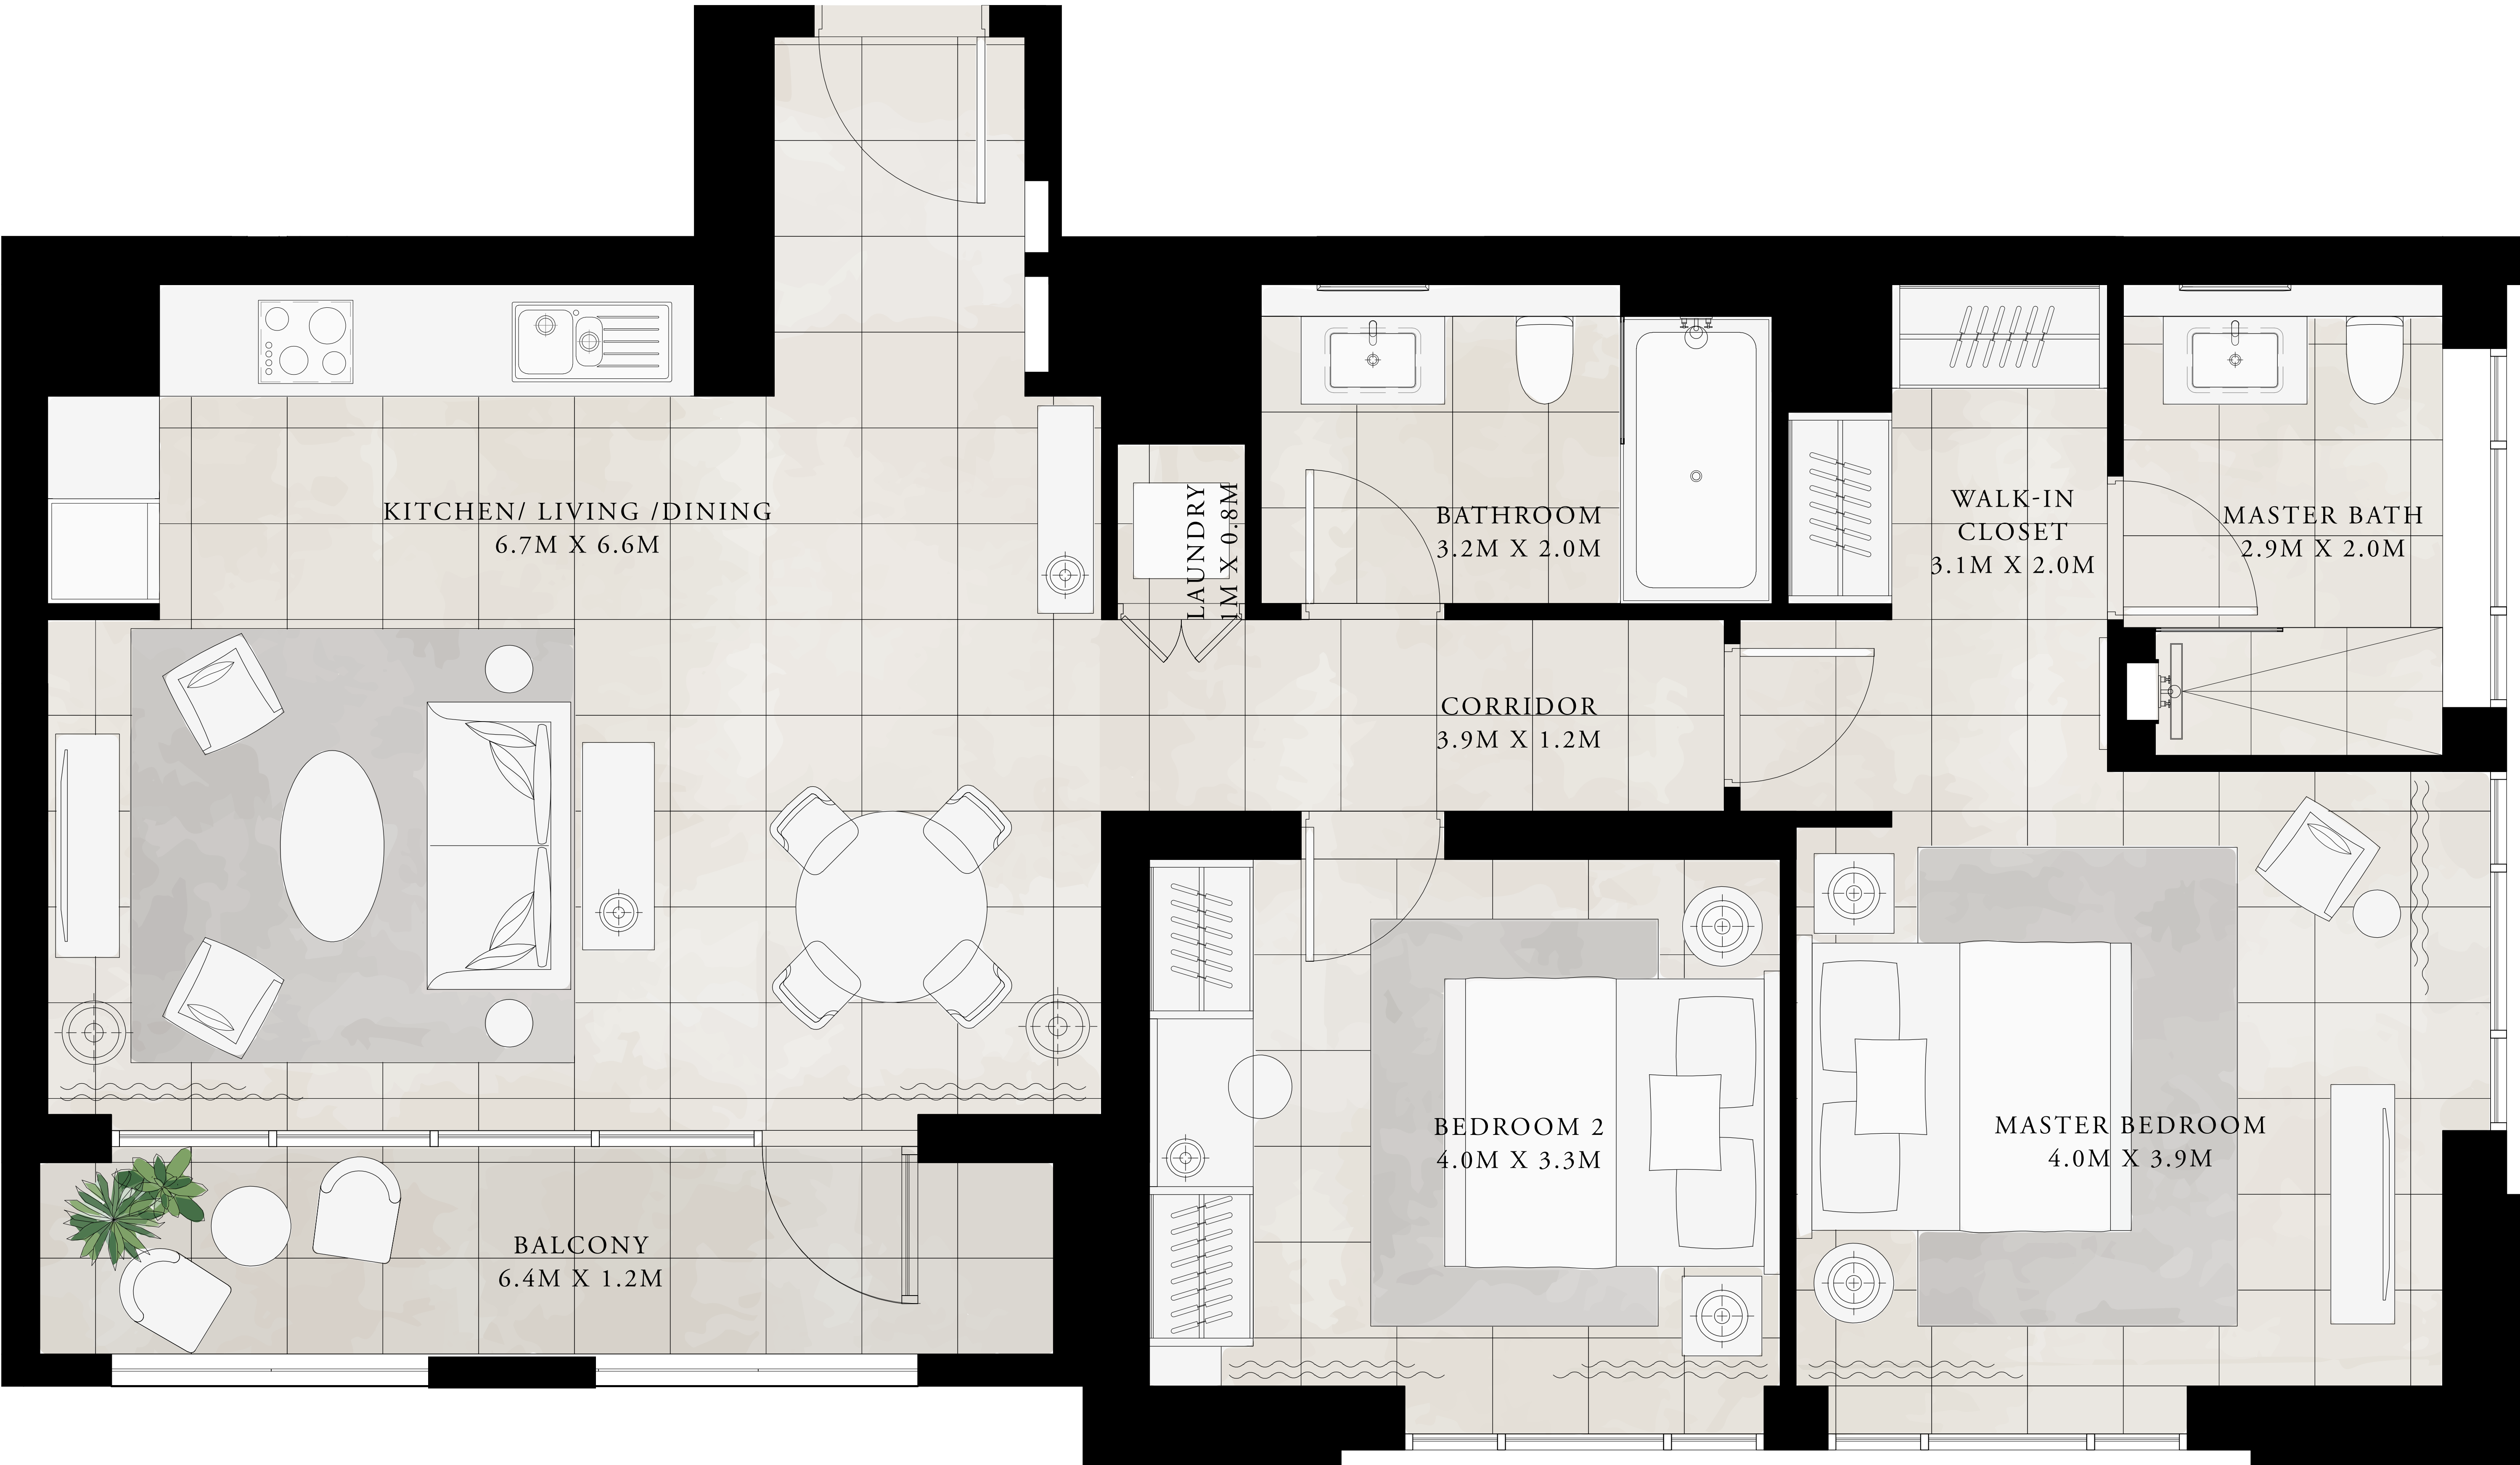 KITCHEN/ LIVING /DINING
6.7M X 6.6M
LAUNDRY
1M X 0.8M
BATHROOM
3.2M X 2.0M
WALK-IN
CLOSET
3.1M X 2.0M
MASTER BATH
2.9M X 2.0M
CORRIDOR
3.9M X 1.2M
BEDROOM 2
4.0M X 3.3M
MASTER BEDROOM
4.0M X 3.9M
BALCONY
6.4M X 1.2M